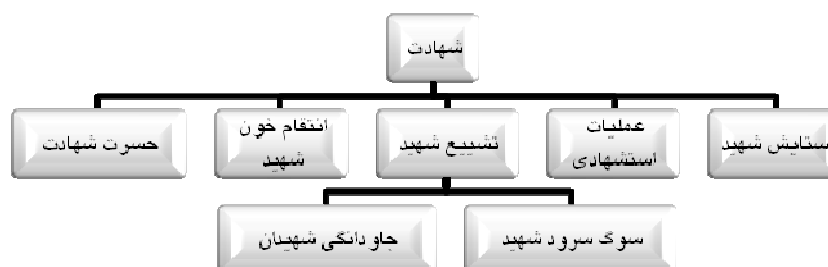 شهادت
ستایش شهید
عملیات
استشهادی
تشییع شهید
انتقام خون
شهید
حسرت شهادت
سوگ سرود شهید
جاودانگی شهیدان